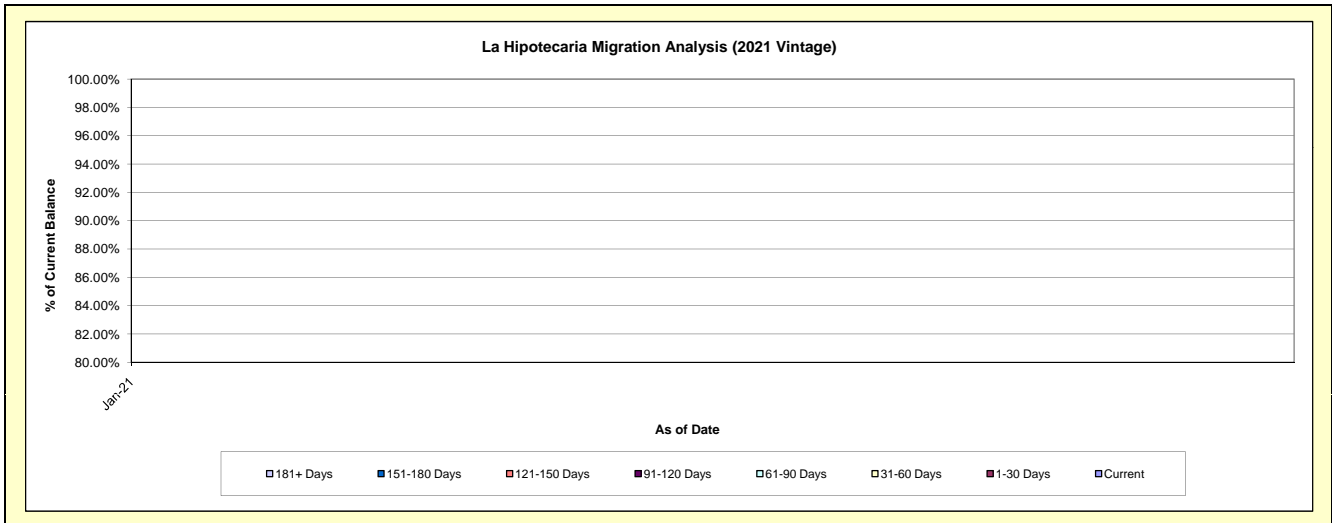 La Hipotecaria Migration Analysis (2021 Vintage)
100.00%
98.00%
96.00%
94.00%
92.00%
90.00%
88.00%
86.00%
84.00%
82.00%
80.00%
% of Current Balance
Jan-21
As of Date
181+ Days 151-180 Days 121-150 Days 91-120 Days 61-90 Days 31-60 Days 1-30 Days Current